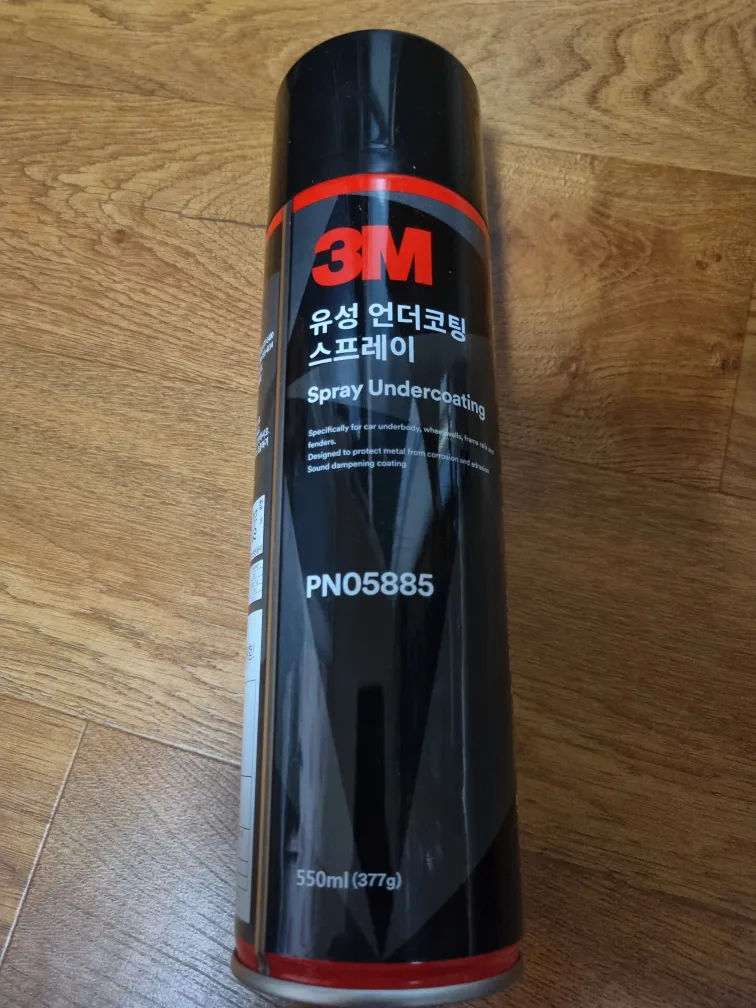 3M
유성 언더코팅
스프레이
Spray Undercoating
Specifically for car underbody, wheel wells, frame rails and
fenders.
Designed to protect metal from corrosion and abrasion
Sound dampening coating
PN05885
550ml (377g)